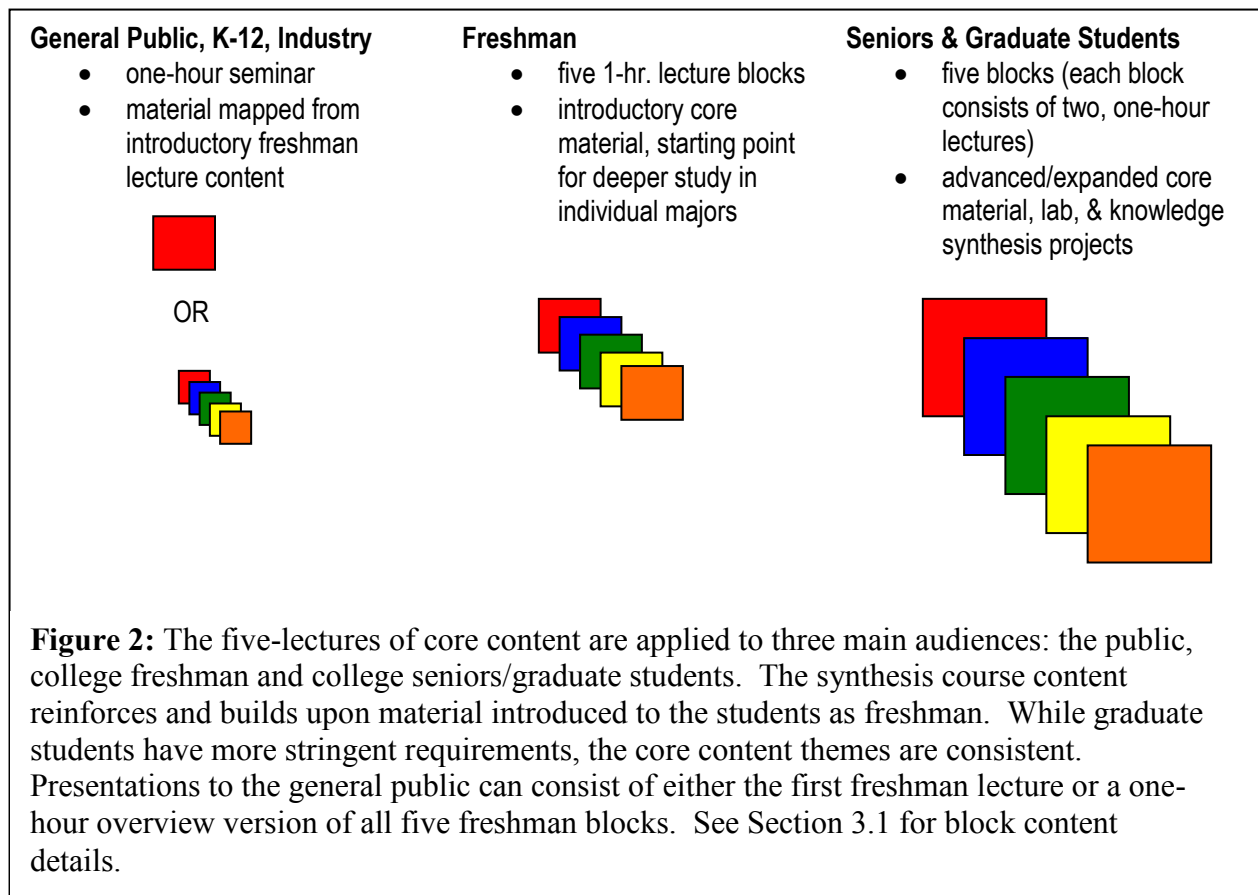 General Public, K-12, Industry
• one-hour seminar
• material mapped from
introductory freshman
lecture content
OR
Freshman
• five 1-hr. lecture blocks
• introductory core
material, starting point
for deeper study in
individual majors
Seniors & Graduate Students
• five blocks (each block
consists of two, one-hour
lectures)
• advanced/expanded core
material, lab, & knowledge
synthesis projects
Figure 2: The five-lectures of core content are applied to three main audiences: the public,
college freshman and college seniors/graduate students. The synthesis course content
reinforces and builds upon material introduced to the students as freshman. While graduate
students have more stringent requirements, the core content themes are consistent.
Presentations to the general public can consist of either the first freshman lecture or a one-
hour overview version of all five freshman blocks. See Section 3.1 for block content
details.